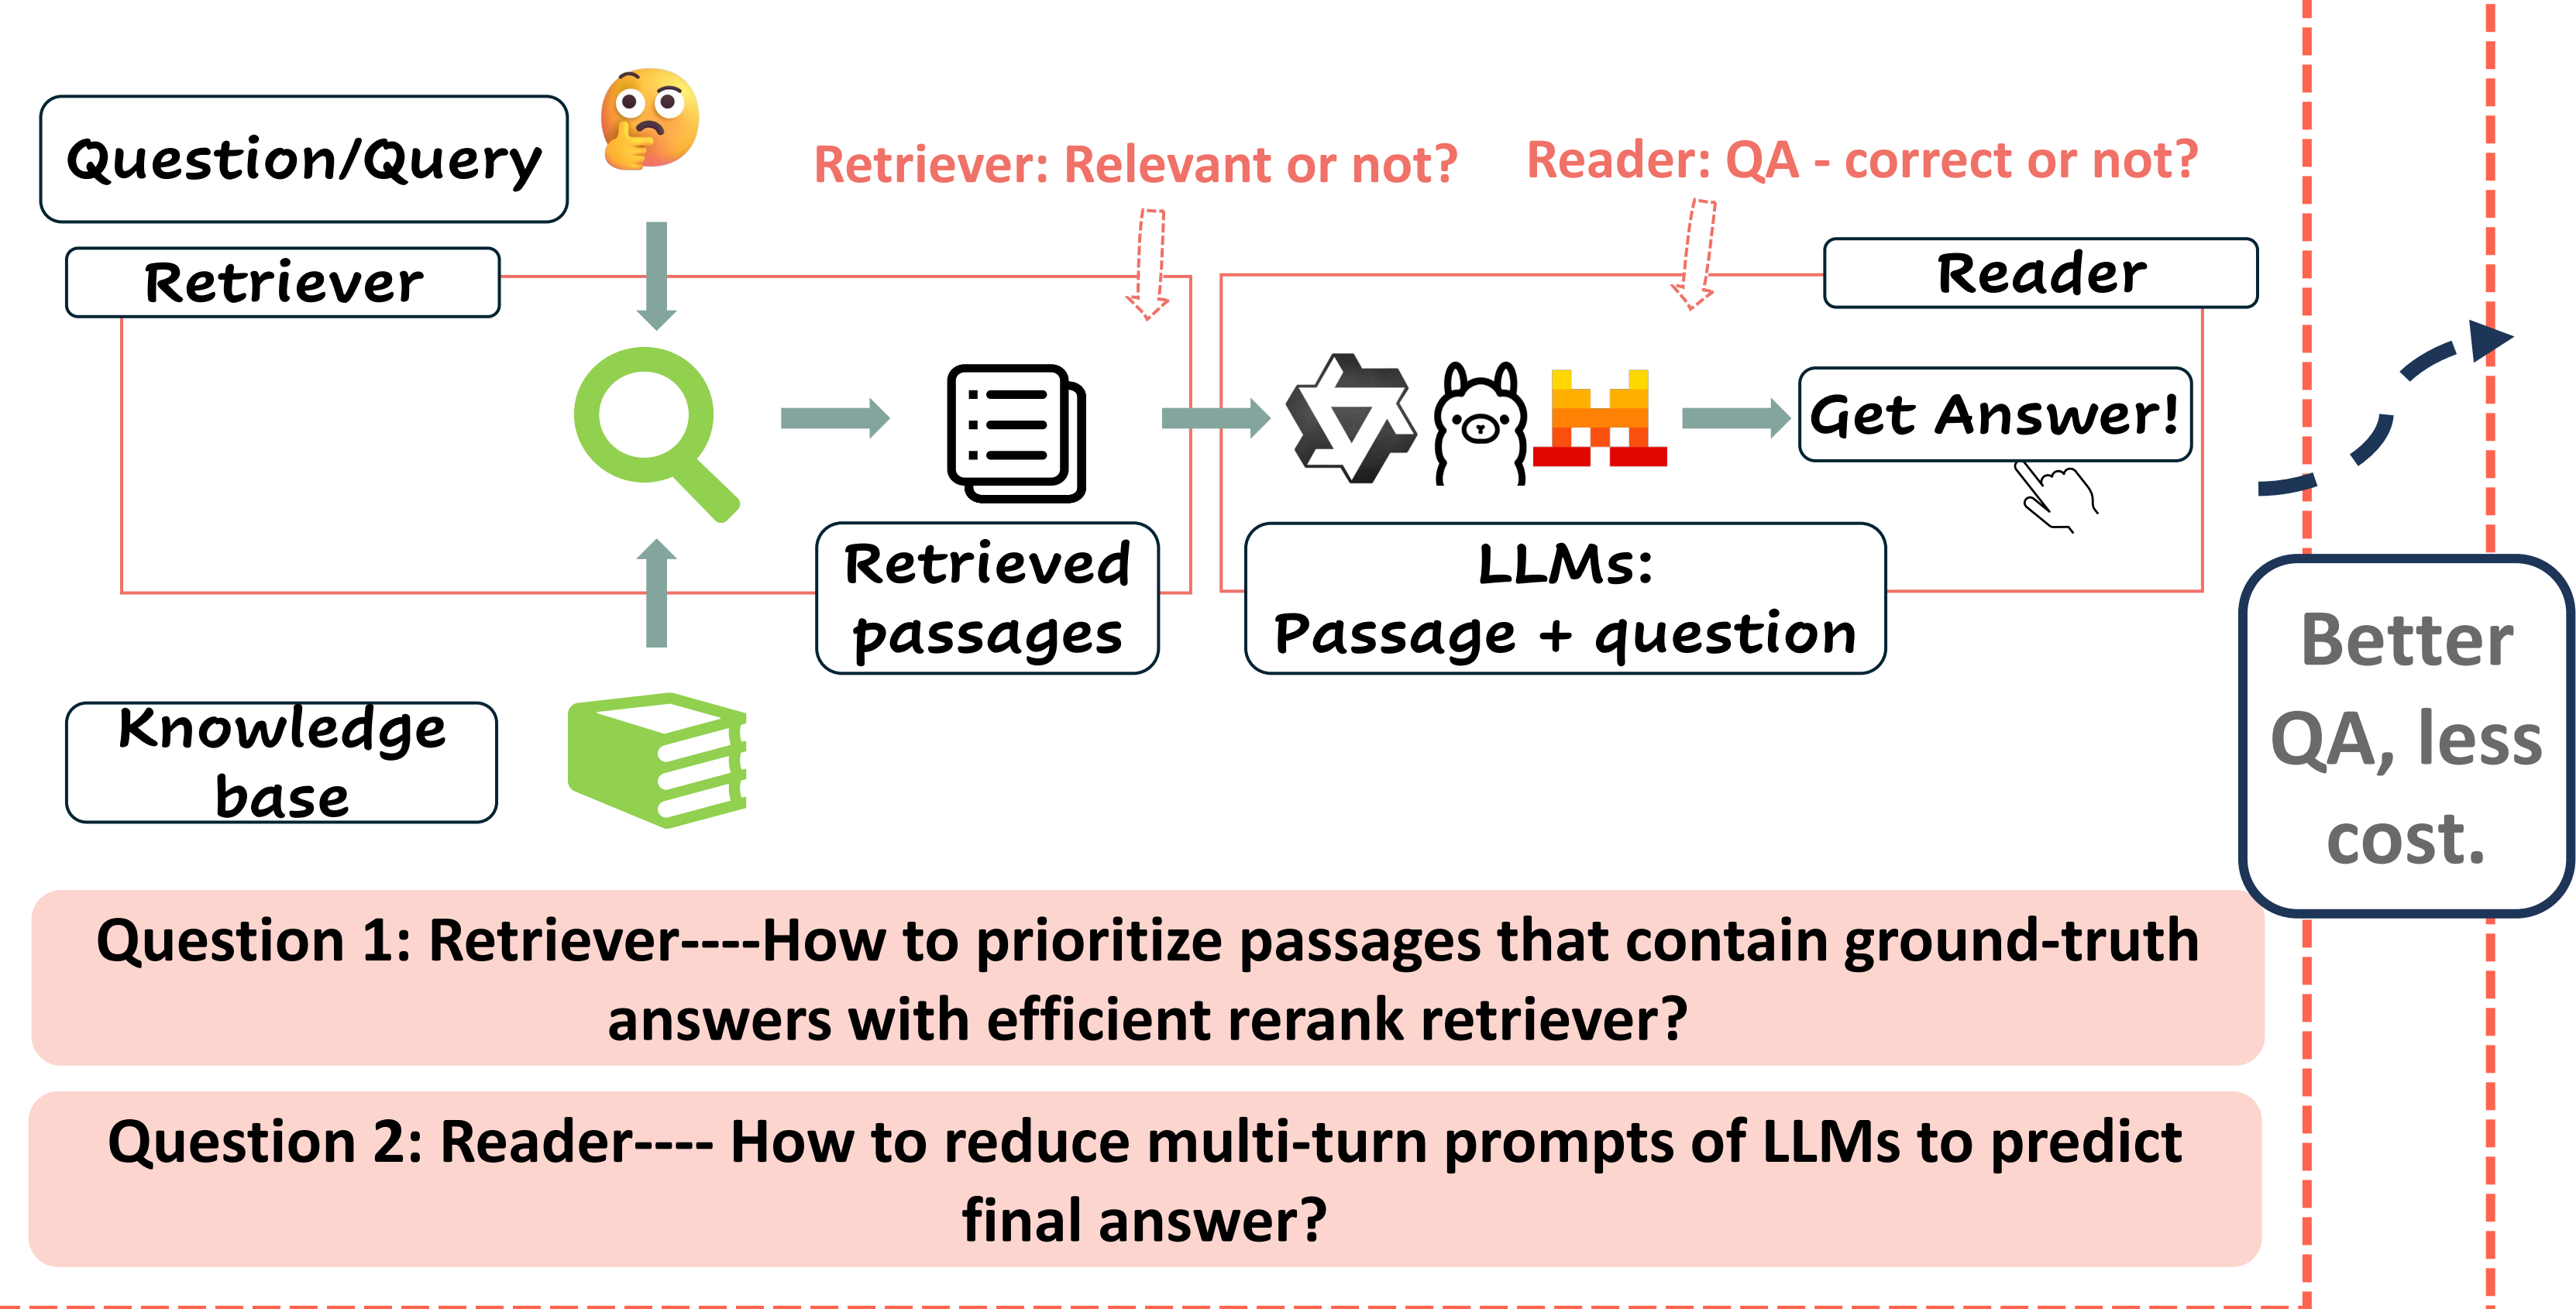 Question/Query
Retriever: Relevant or not?
Reader: QA - correct or not?
Retriever
Reader
Get Answer!
Retrieved
passages
LLMs:
Passage + question
Knowledge
base
Better
QA, less
cost.
Question 1: Retriever----How to prioritize passages that contain ground-truth
answers with efficient rerank retriever?
Question 2: Reader---- How to reduce multi-turn prompts of LLMs to predict
final answer?